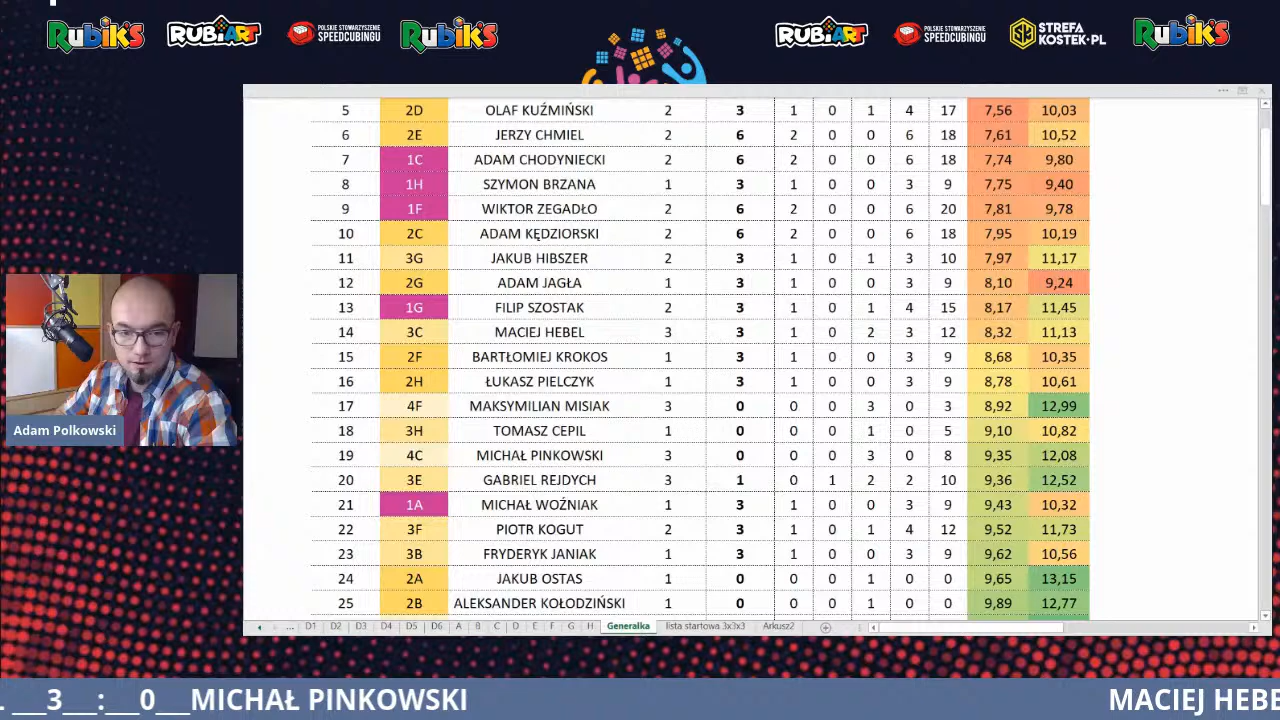 RUBIK'S RUBIART POLSKIE STOWARZYSZENIE SPEEDCUBINGU RUBIK'S RUBIART POLSKIE STOWARZYSZENIE SPEEDCUBINGU SK STREFA KOSTEK.PL RUBIK'S
5 2D OLAF KUŹMIŃSKI 2 3 1 0 1 4 17 7,56 10,03
6 2E JERZY CHMIEL 2 6 2 0 0 6 18 7,61 10,52
7 1C ADAM CHODYNIECKI 2 6 2 0 0 6 18 7,74 9,80
8 1H SZYMON BRZANA 1 3 1 0 0 3 9 7,75 9,40
9 1F WIKTOR ZEGADŁO 2 6 2 0 0 6 20 7,81 9,78
10 2C ADAM KĘDZIORSKI 2 6 2 0 0 6 18 7,95 10,19
11 3G JAKUB HIBSZER 2 3 1 0 1 3 10 7,97 11,17
12 2G ADAM JAGŁA 1 3 1 0 0 3 9 8,10 9,24
13 1G FILIP SZOSTAK 2 3 1 0 1 4 15 8,17 11,45
14 3C MACIEJ HEBEL 3 3 1 0 2 3 12 8,32 11,13
15 2F BARTŁOMIEJ KROKOS 1 3 1 0 0 3 9 8,68 10,35
16 2H ŁUKASZ PIELCZYK 1 3 1 0 0 3 9 8,78 10,61
17 4F MAKSYMILIAN MISIAK 3 0 0 0 3 0 3 8,92 12,99
18 3H TOMASZ CEPIL 1 0 0 0 1 0 5 9,10 10,82
19 4C MICHAŁ PINKOWSKI 3 0 0 0 3 0 8 9,35 12,08
20 3E GABRIEL REJDYCH 3 1 0 1 2 2 10 9,36 12,52
21 1A MICHAŁ WOŹNIAK 1 3 1 0 0 3 9 9,43 10,32
22 3F PIOTR KOGUT 2 3 1 0 1 4 12 9,52 11,73
23 3B FRYDERYK JANIAK 1 3 1 0 0 3 9 9,62 10,56
24 2A JAKUB OSTAS 1 0 0 0 1 0 0 9,65 13,15
25 2B ALEKSANDER KOŁODZIŃSKI 1 0 0 0 1 0 0 9,89 12,77
Adam Polkowski
... D1 D2 D3 D4 D5 D6 A B C D E F G H Generalka lista startowa 3x3x3 Arkusz2
. __3__:__0__MICHAŁ PINKOWSKI MACIEJ HEBE